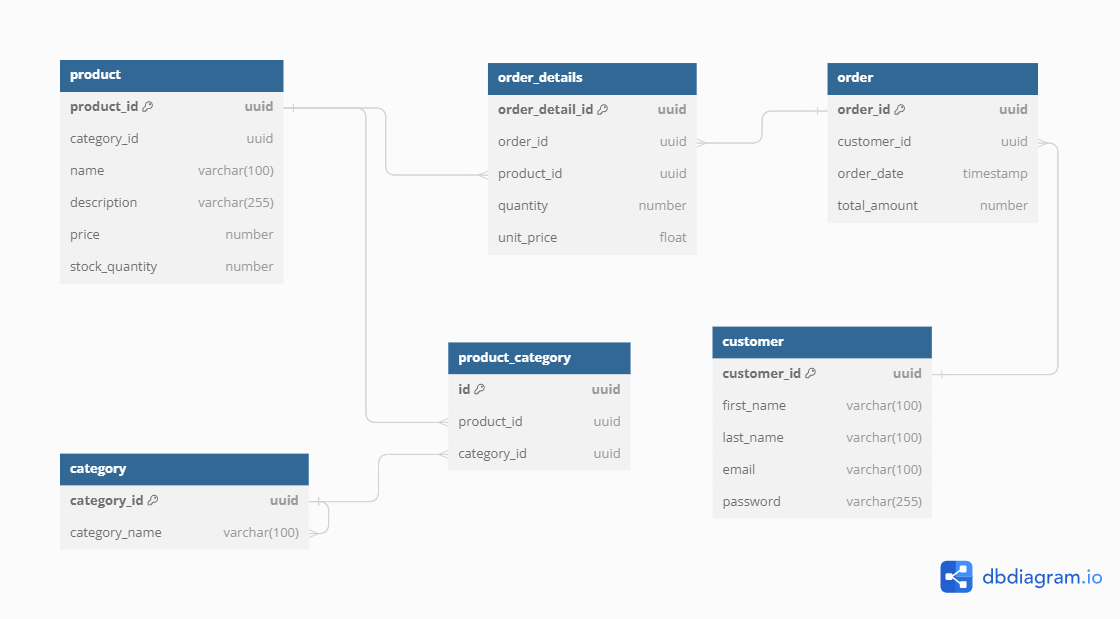 product
product_id uuid
category_id uuid
name varchar(100)
description varchar(255)
price number
stock_quantity number
order_details
order_detail_id uuid
order_id uuid
product_id uuid
quantity number
unit_price float
order
order_id uuid
customer_id uuid
order_date timestamp
total_amount number
product_category
id uuid
product_id uuid
category_id uuid
customer
customer_id uuid
first_name varchar(100)
last_name varchar(100)
email varchar(100)
password varchar(255)
category
category_id uuid
category_name varchar(100)
dbdiagram.io